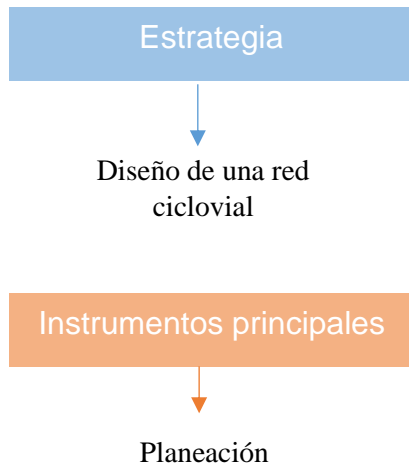 Estrategia
Diseño de una red
ciclovial
Instrumentos principales
Planeación